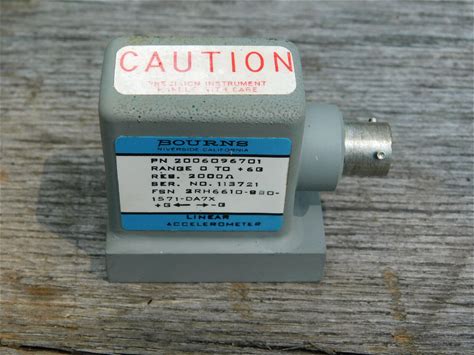 CAUTION
PRECISION INSTRUMENT
HANDLE WITH CARE
BOURNS
RIVERSIDE, CALIFORNIA
PN 2006096701
RANGE 0 TO +6G
RES. 2000Ω
SER. NO. 113721
FSN 2RH6610-
1571-DA7X
+G ←→ -G
LINEAR
ACCELEROMETER